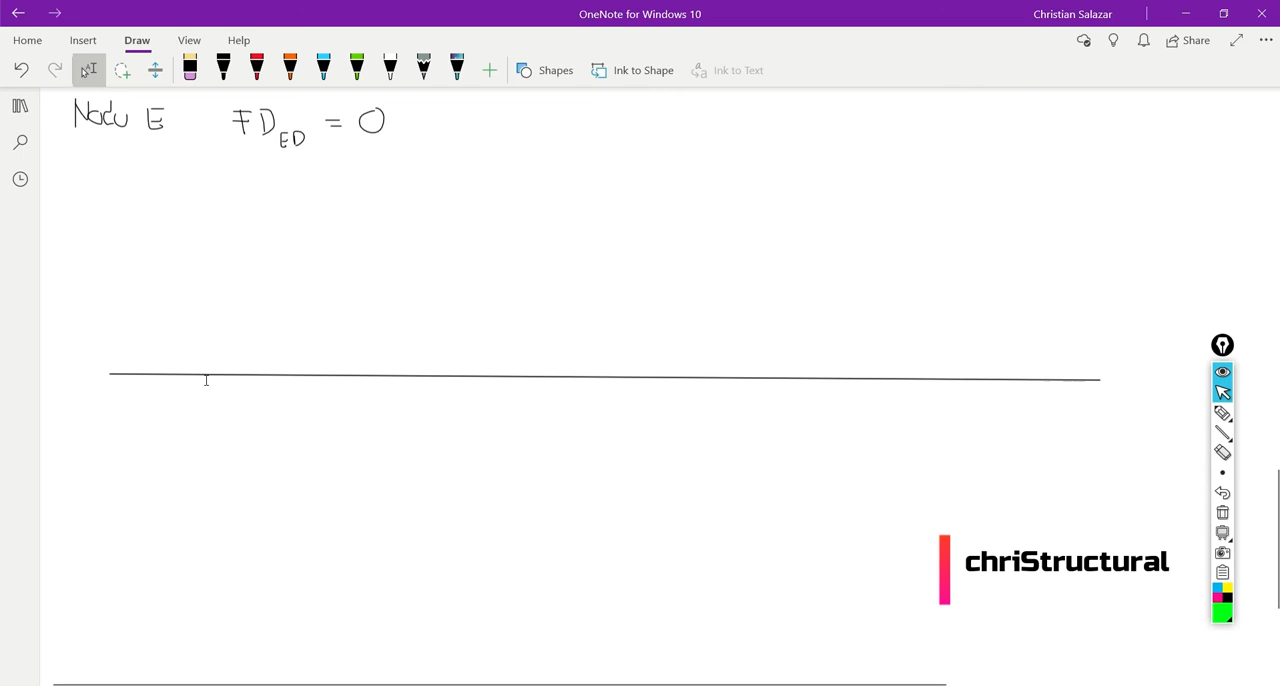 OneNote for Windows 10
Christian Salazar
Home Insert Draw View Help
Share
Shapes Ink to Shape Ink to Text
Nodo E FD_ED = 0
chriStructural